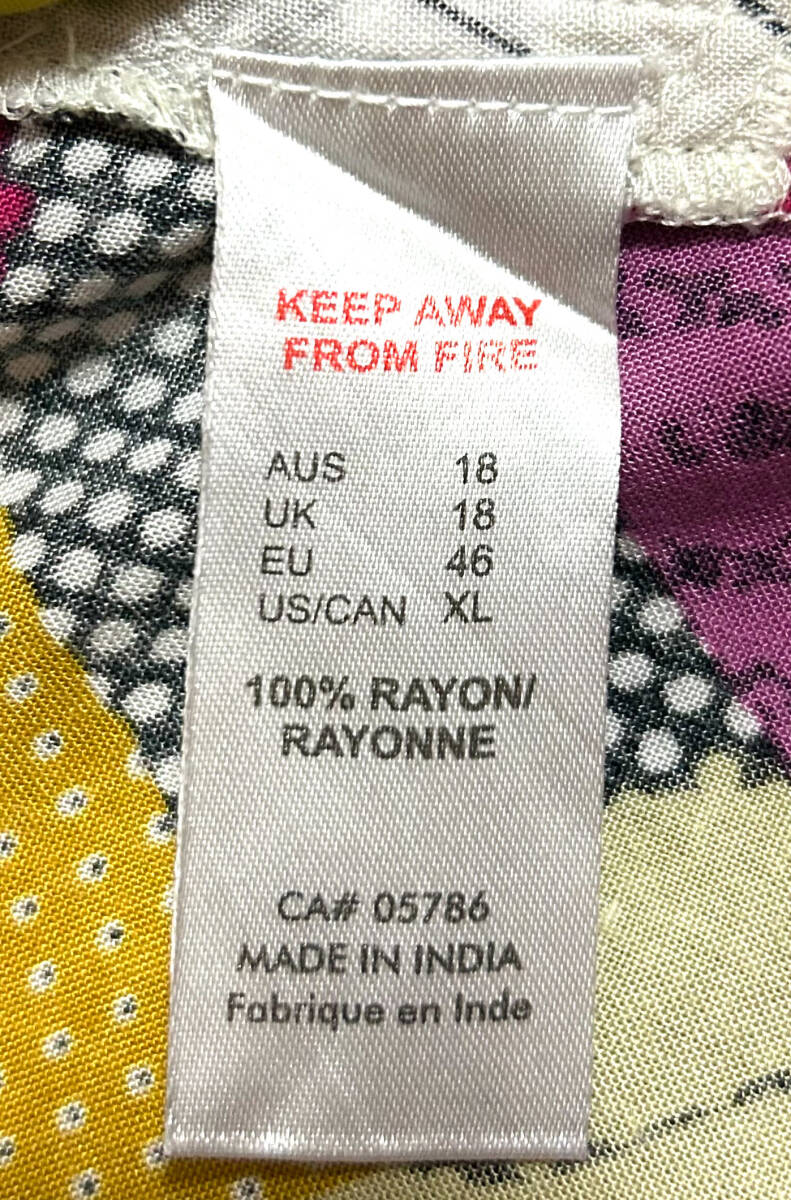 KEEP AWAY
FROM FIRE
AUS 18
UK 18
EU 46
US/CAN XL
100% RAYON/
RAYONNE
CA# 05786
MADE IN INDIA
Fabrique en Inde